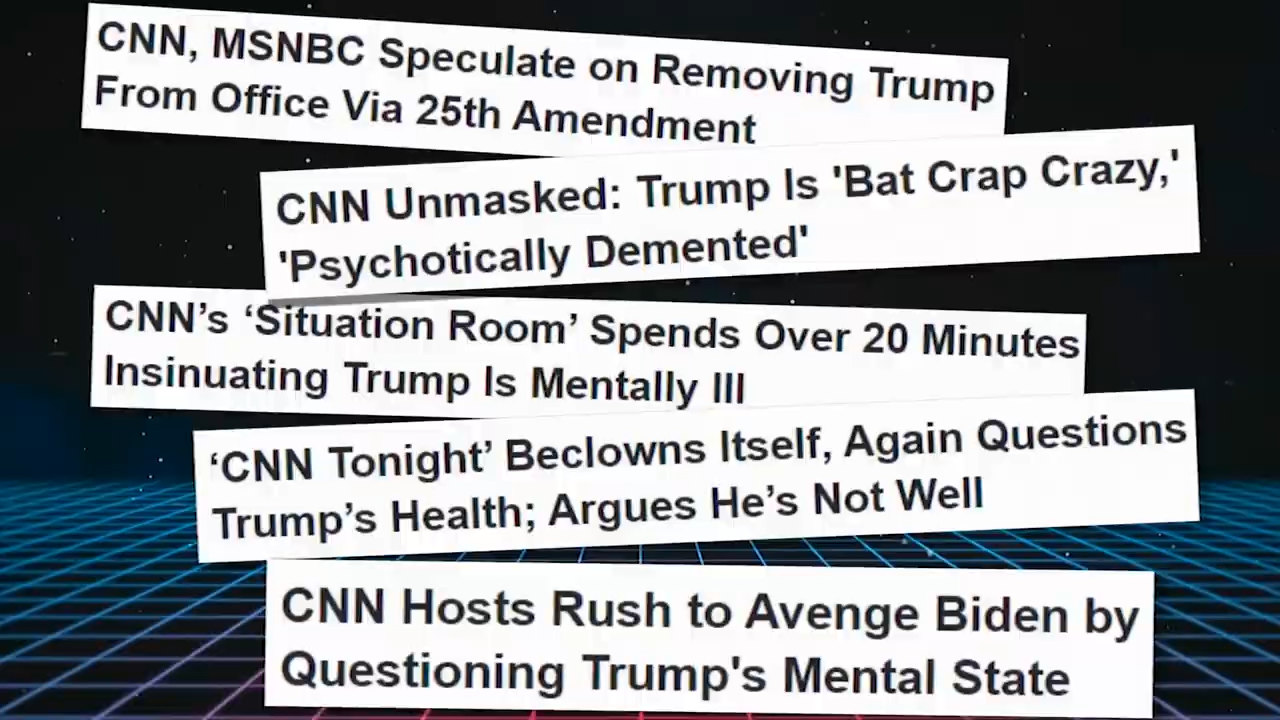 CNN, MSNBC Speculate on Removing Trump
From Office Via 25th Amendment
CNN Unmasked: Trump Is 'Bat Crap Crazy,'
'Psychotically Demented'
CNN’s ‘Situation Room’ Spends Over 20 Minutes
Insinuating Trump Is Mentally Ill
‘CNN Tonight’ Beclowns Itself, Again Questions
Trump’s Health; Argues He’s Not Well
CNN Hosts Rush to Avenge Biden by
Questioning Trump's Mental State